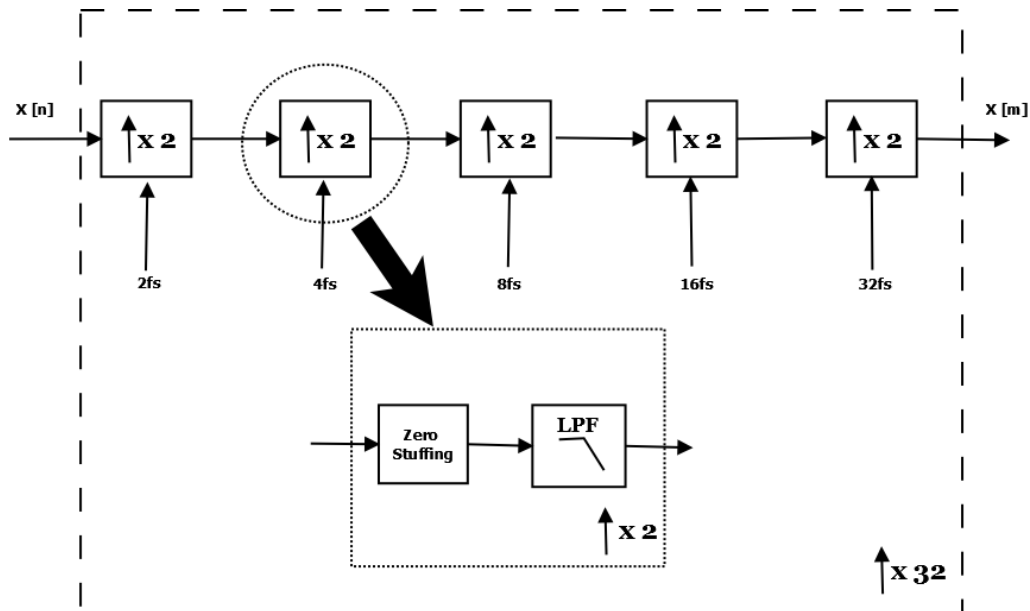 X [n]
X 2
X 2
X 2
X 2
X 2
X [m]
2fs
4fs
8fs
16fs
32fs
Zero
Stuffing
LPF
X 2
X 32